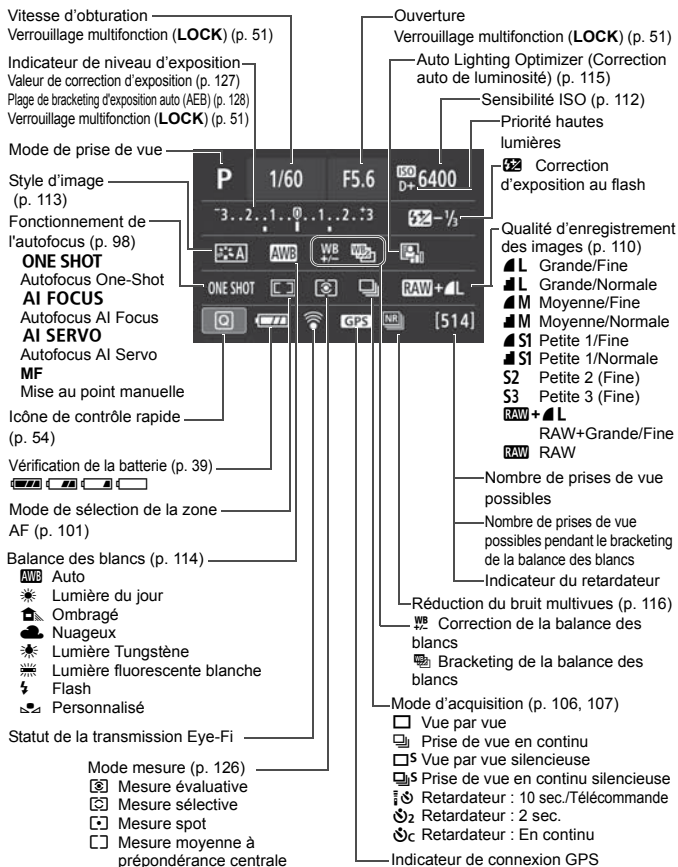 Vitesse d'obturation
Verrouillage multifonction (LOCK) (p. 51)
Indicateur de niveau d'exposition
Valeur de correction d'exposition (p. 127)
Plage de bracketing d'exposition auto (AEB) (p. 128)
Verrouillage multifonction (LOCK) (p. 51)
Mode de prise de vue
Style d'image
(p. 113)
Fonctionnement de
l'autofocus (p. 98)
ONE SHOT
Autofocus One-Shot
AI FOCUS
Autofocus AI Focus
AI SERVO
Autofocus AI Servo
MF
Mise au point manuelle
Icône de contrôle rapide
(p. 54)
Vérification de la batterie (p. 39)
Mode de sélection de la zone
AF (p. 101)
Balance des blancs (p. 114)
AWB Auto
Lumière du jour
Ombragé
Nuageux
Lumière Tungstène
Lumière fluorescente blanche
Flash
Personnalisé
Statut de la transmission Eye-Fi
Mode mesure (p. 126)
Mesure évaluative
Mesure sélective
Mesure spot
Mesure moyenne à
prépondérance centrale
P 1/60 F5.6 ISO D+ 6400
-3..2..1..0..1..2..+3 -1/3
A AWB WB +/- WB
ONE SHOT RAW+L
Q GPS NR [514]
Ouverture
Verrouillage multifonction (LOCK) (p. 51)
Auto Lighting Optimizer (Correction
auto de luminosité) (p. 115)
Sensibilité ISO (p. 112)
Priorité hautes
lumières
Correction
d'exposition au flash
Qualité d'enregistrement
des images (p. 110)
L Grande/Fine
L Grande/Normale
M Moyenne/Fine
M Moyenne/Normale
S1 Petite 1/Fine
S1 Petite 1/Normale
S2 Petite 2 (Fine)
S3 Petite 3 (Fine)
RAW+L
RAW+Grande/Fine
RAW RAW
Nombre de prises de vue
possibles
Nombre de prises de vue
possibles pendant le bracketing
de la balance des blancs
Indicateur du retardateur
Réduction du bruit multivues (p. 116)
WB +/- Correction de la balance des
blancs
WB Bracketing de la balance des
blancs
Mode d'acquisition (p. 106, 107)
Vue par vue
Prise de vue en continu
S Vue par vue silencieuse
S Prise de vue en continu silencieuse
Retardateur : 10 sec./Télécommande
2 Retardateur : 2 sec.
C Retardateur : En continu
Indicateur de connexion GPS